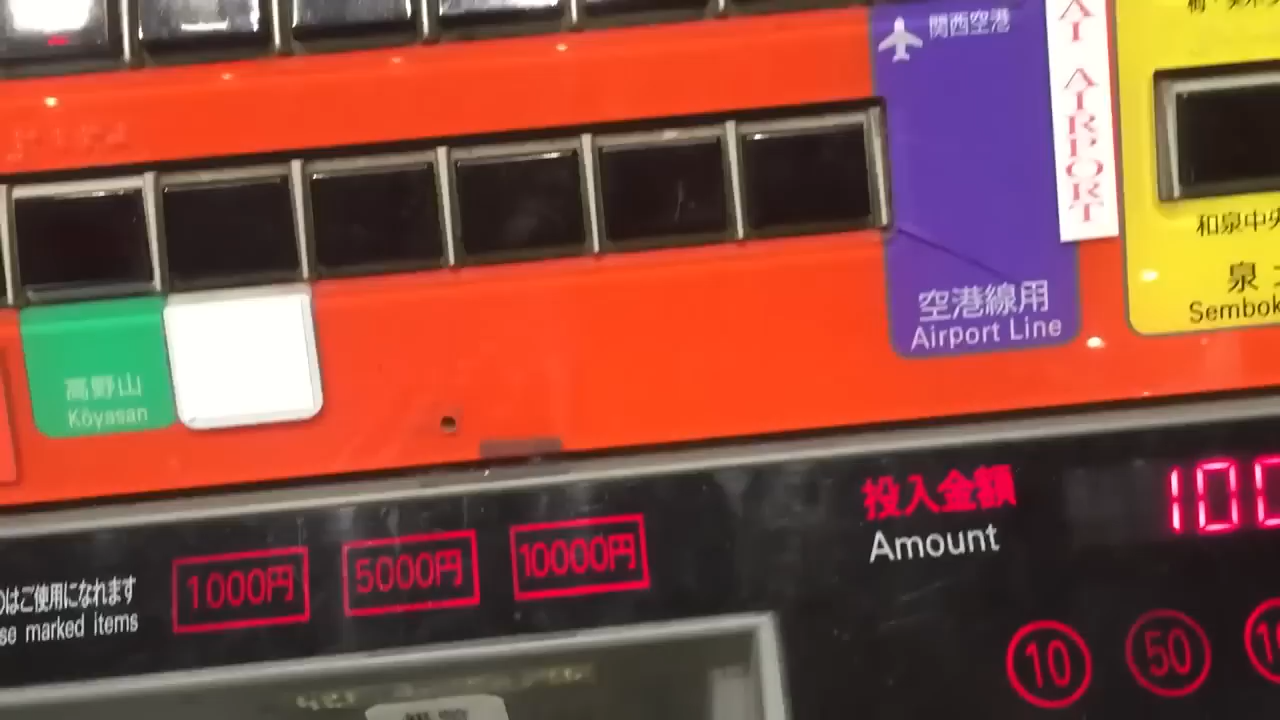 関西空港
AIRPORT
和泉中央
空港線用
Airport Line
泉
Sembok
高野山
Kōyasan
投入金額
Amount
100
1000円
5000円
10000円
はご使用になれます
se marked items
10
50